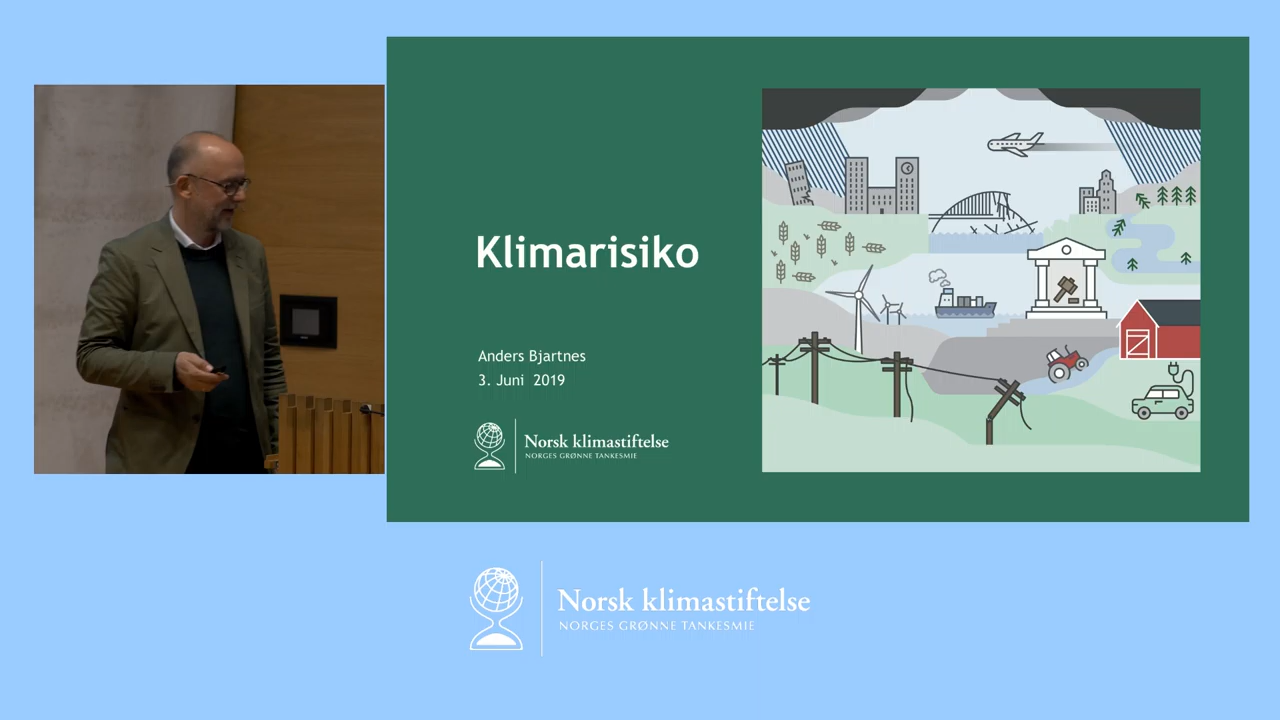 Klimarisiko
Anders Bjartnes
3. Juni 2019
Norsk klimastiftelse
NORGES GRØNNE TANKESMIE
Norsk klimastiftelse
NORGES GRØNNE TANKESMIE